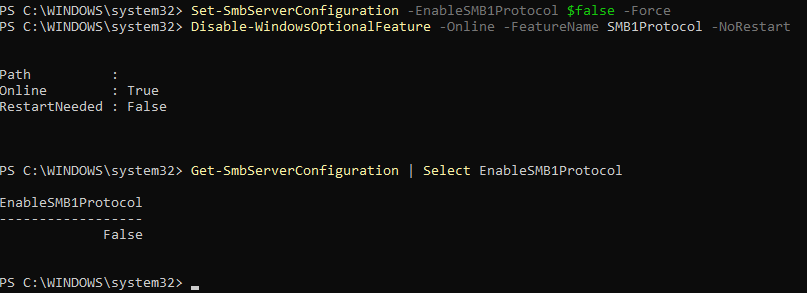 PS C:\WINDOWS\system32> Set-SmbServerConfiguration -EnableSMB1Protocol $false -Force
PS C:\WINDOWS\system32> Disable-WindowsOptionalFeature -Online -FeatureName SMB1Protocol -NoRestart
Path          :
Online        : True
RestartNeeded : False
PS C:\WINDOWS\system32> Get-SmbServerConfiguration | Select EnableSMB1Protocol
EnableSMB1Protocol
------------------
             False
PS C:\WINDOWS\system32> _